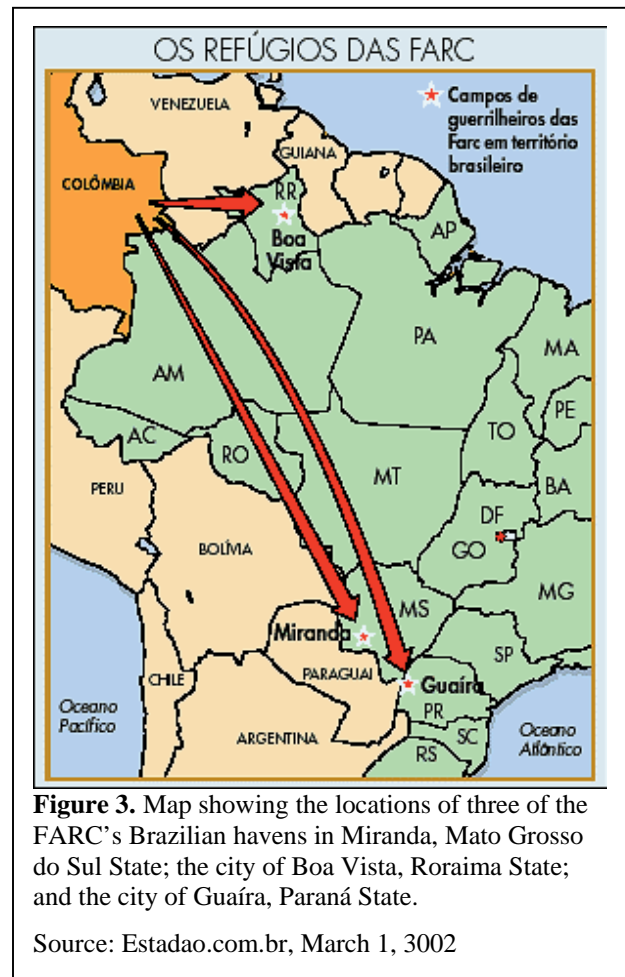 OS REFÚGIOS DAS FARC
VENEZUELA
Campos de
guerrilheiros das
Farc em território
brasileiro
GUIANA
COLÔMBIA
RR
Boa
Vista
AP
AM
PA
MA
PE
TO
AC
RO
MT
BA
PERU
DF
GO
BOLÍVIA
MG
MS
Miranda
SP
PARAGUAI
Guaíra
CHILE
PR
Oceano
Pacífico
Oceano
Atlântico
ARGENTINA
SC
RS
Figure 3. Map showing the locations of three of the
FARC’s Brazilian havens in Miranda, Mato Grosso
do Sul State; the city of Boa Vista, Roraima State;
and the city of Guaíra, Paraná State.
Source: Estadao.com.br, March 1, 3002